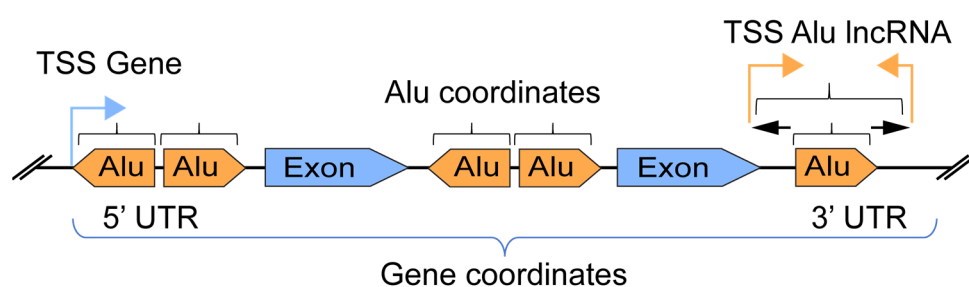 TSS Alu lncRNA
TSS Gene
Alu coordinates
Alu Alu Exon Alu Alu Exon Alu
5’ UTR 3’ UTR
Gene coordinates